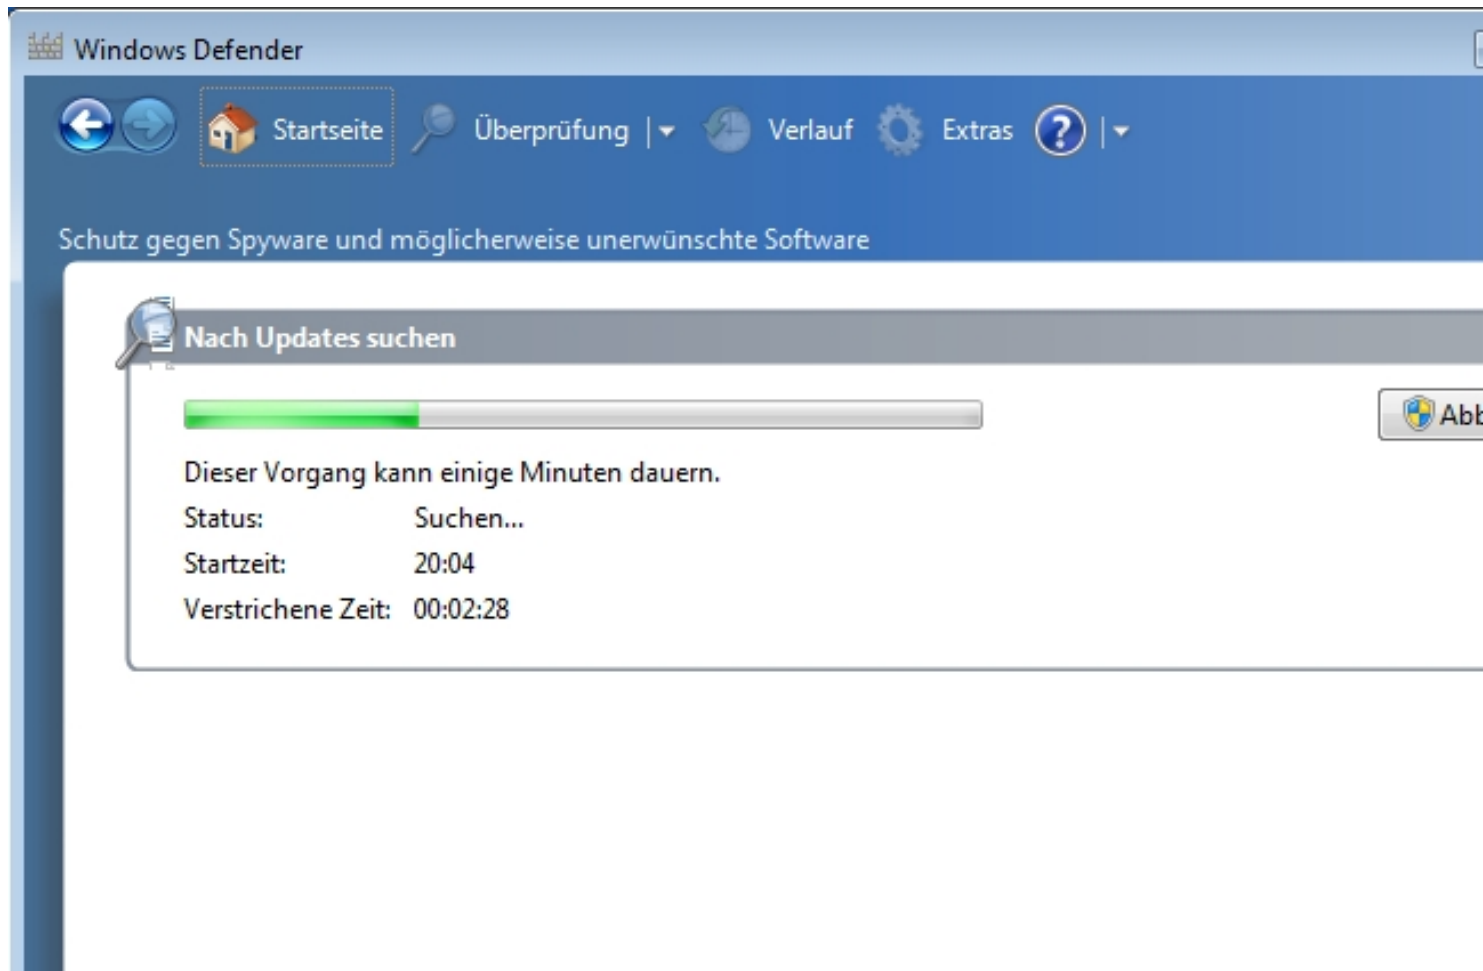 Windows Defender
Startseite Überprüfung Verlauf Extras ?
Schutz gegen Spyware und möglicherweise unerwünschte Software
Nach Updates suchen
Abb
Dieser Vorgang kann einige Minuten dauern.
Status: Suchen...
Startzeit: 20:04
Verstrichene Zeit: 00:02:28